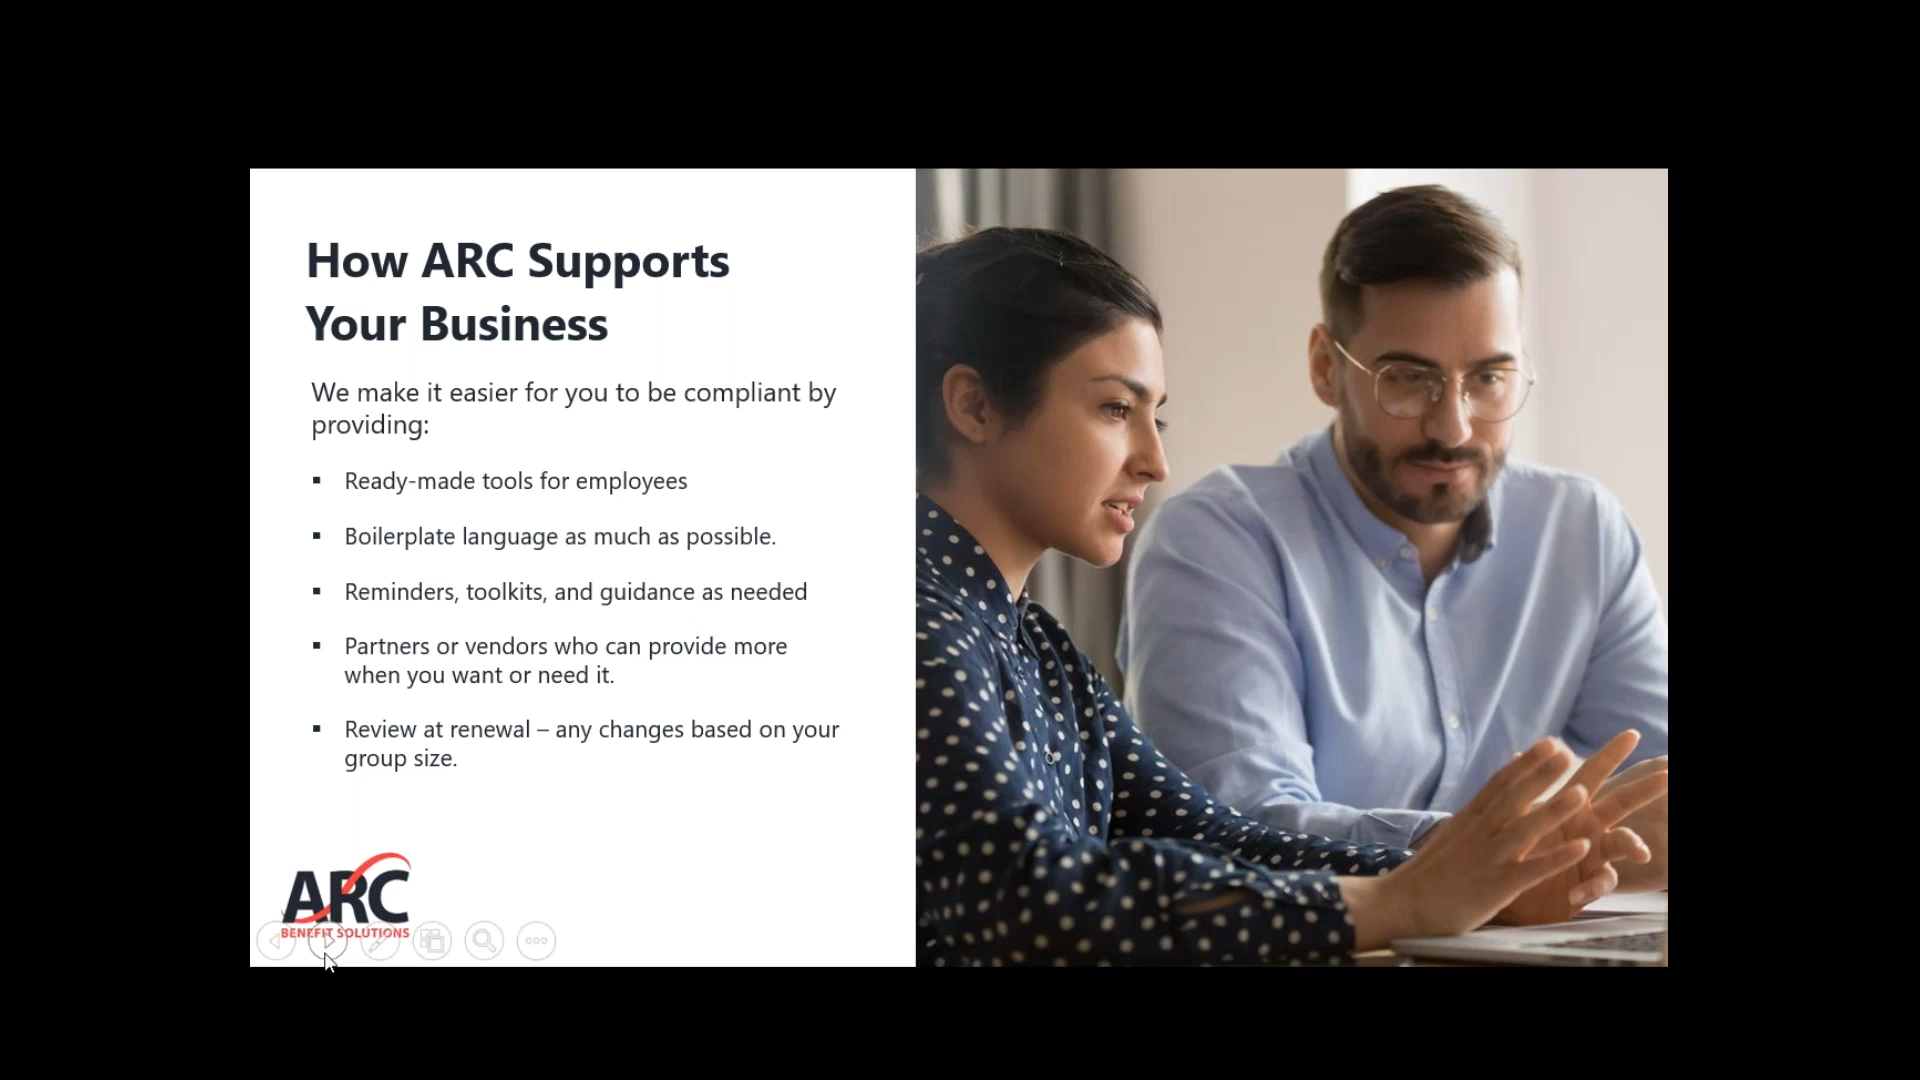 How ARC Supports
Your Business
We make it easier for you to be compliant by
providing:
▪ Ready-made tools for employees
▪ Boilerplate language as much as possible.
▪ Reminders, toolkits, and guidance as needed
▪ Partners or vendors who can provide more
when you want or need it.
▪ Review at renewal – any changes based on your
group size.
ARC
BENEFIT SOLUTIONS